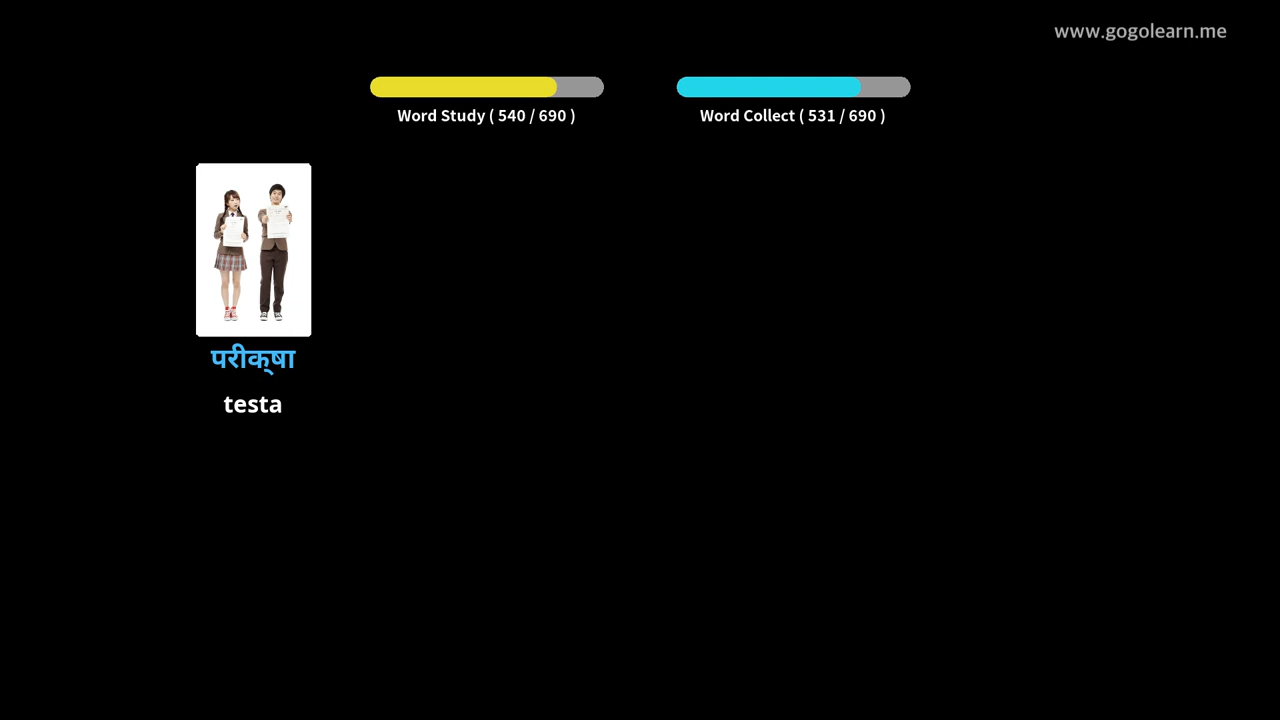 www.gogolearn.me
Word Study ( 540 / 690 )
Word Collect ( 531 / 690 )
परीक्‌षा
testa